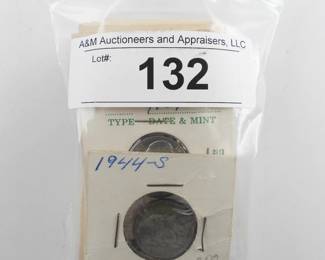 A&M Auctioneers and Appraisers, LLC
Lot#:
132
TYPE DATE & MINT
1944-S